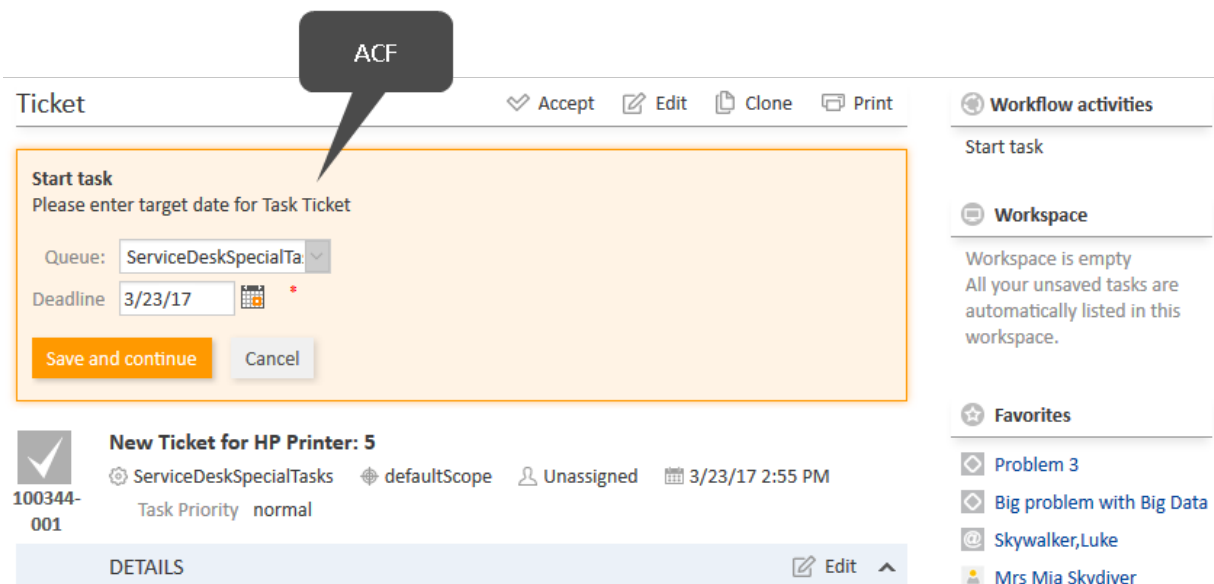 ACF
Ticket
Accept
Edit
Clone
Print
Start task
Please enter target date for Task Ticket
Queue: ServiceDeskSpecialTa
Deadline 3/23/17 *
Save and continue
Cancel
New Ticket for HP Printer: 5
ServiceDeskSpecialTasks defaultScope Unassigned 3/23/17 2:55 PM
100344-
001
Task Priority normal
DETAILS
Edit
Workflow activities
Start task
Workspace
Workspace is empty
All your unsaved tasks are
automatically listed in this
workspace.
Favorites
Problem 3
Big problem with Big Data
Skywalker,Luke
Mrs Mia Skydiver